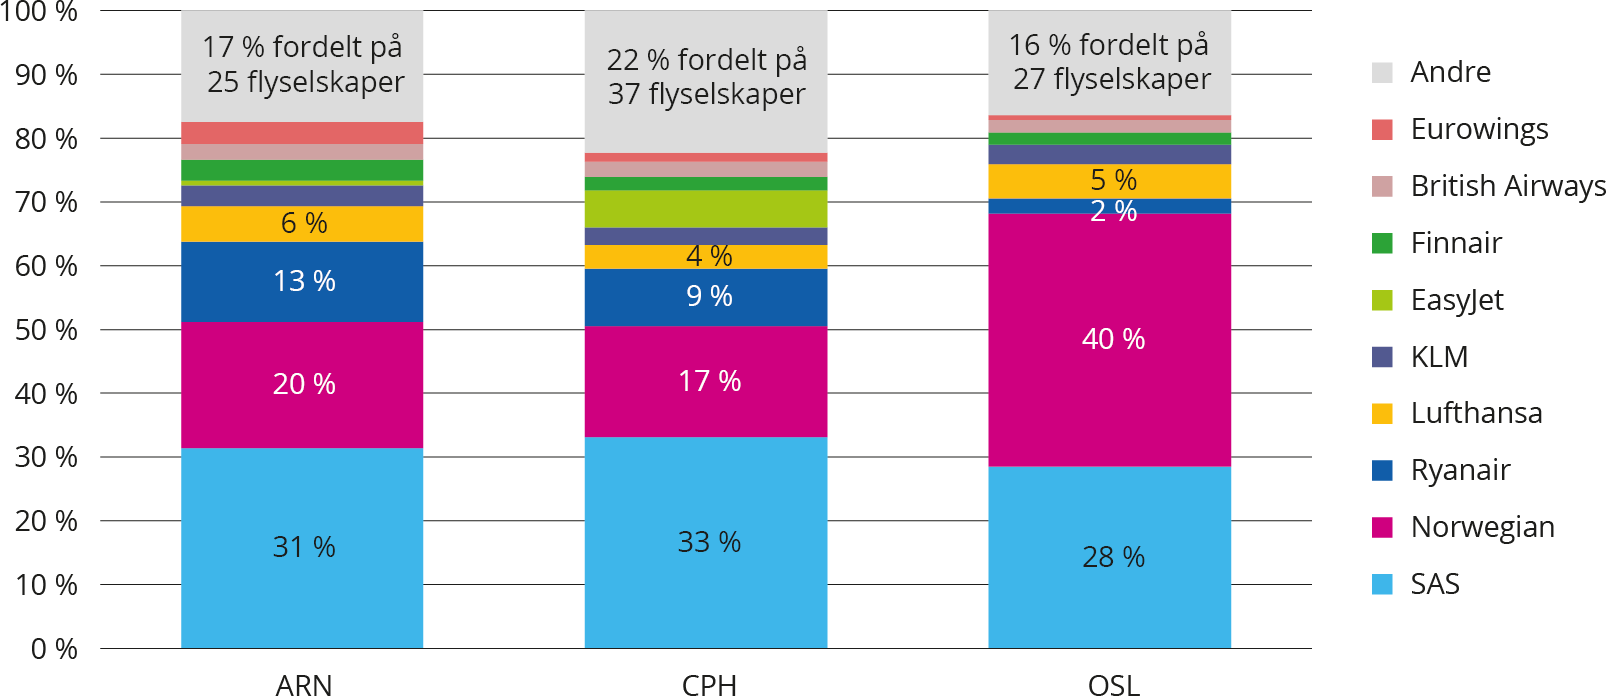 100 %
90 %
80 %
70 %
60 %
50 %
40 %
30 %
20 %
10 %
0 %
17 % fordelt på
25 flyselskaper
6 %
13 %
20 %
31 %
ARN
22 % fordelt på
37 flyselskaper
4 %
9 %
17 %
33 %
CPH
16 % fordelt på
27 flyselskaper
5 %
2 %
40 %
28 %
OSL
Andre
Eurowings
British Airways
Finnair
EasyJet
KLM
Lufthansa
Ryanair
Norwegian
SAS